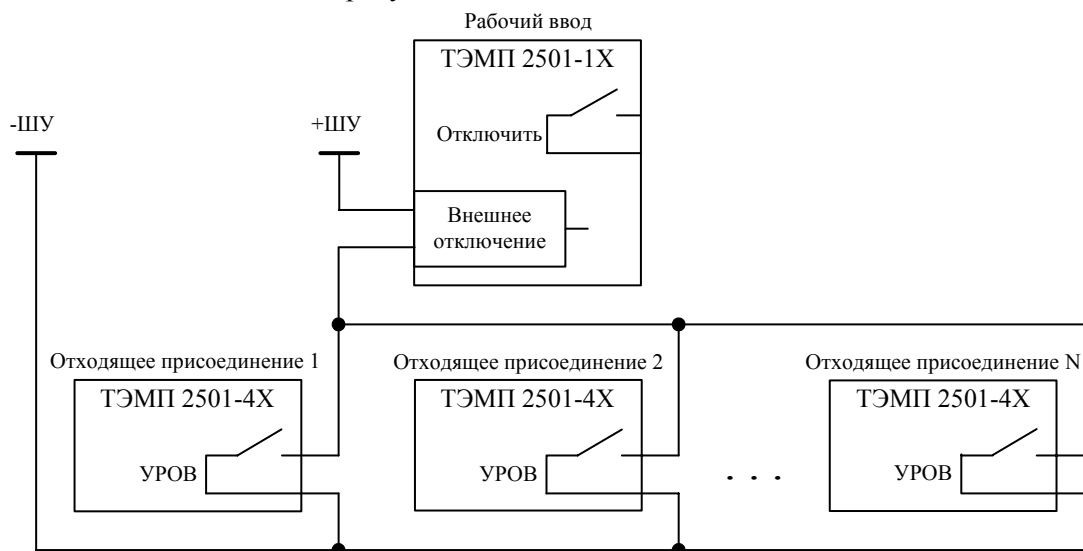 Рабочий ввод
ТЭМП 2501-1Х
-ШУ
+ШУ
Отключить
Внешнее
отключение
Отходящее присоединение 1
Отходящее присоединение 2
Отходящее присоединение N
ТЭМП 2501-4Х
ТЭМП 2501-4Х
ТЭМП 2501-4Х
УРОВ
УРОВ
. . .
УРОВ